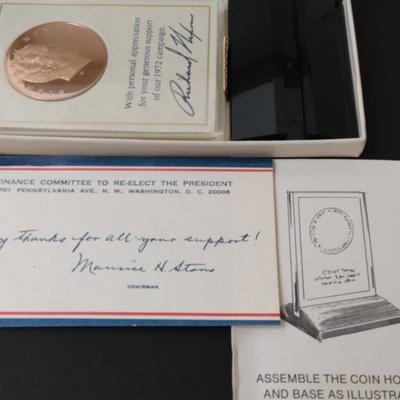 With personal appreciation
for your generous support
of our 1972 campaign.
Richard Nixon
FINANCE COMMITTEE TO RE-ELECT THE PRESIDENT
1701 PENNSYLVANIA AVE., N. W., WASHINGTON, D. C. 20006
thanks for all your support!
Maurice H. Stans
CHAIRMAN
ASSEMBLE THE COIN HO
AND BASE AS ILLUSTRA